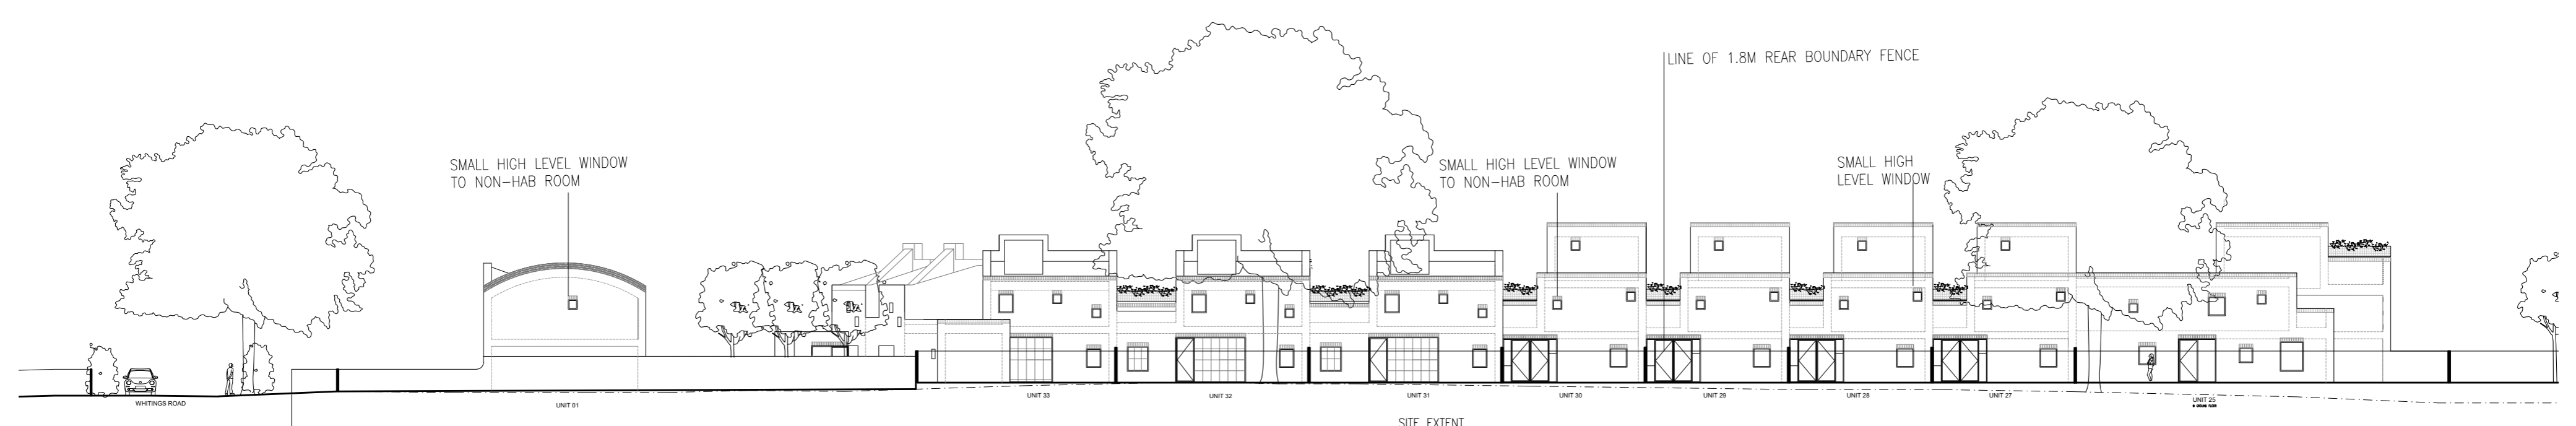 LINE OF 1.8M REAR BOUNDARY FENCE
SMALL HIGH LEVEL WINDOW
TO NON-HAB ROOM
SMALL HIGH LEVEL WINDOW
TO NON-HAB ROOM
SMALL HIGH
LEVEL WINDOW
WHITINGS ROAD
UNIT 01
UNIT 33
UNIT 32
UNIT 31
UNIT 30
UNIT 29
UNIT 28
UNIT 27
UNIT 25
@ GROUND FLOOR
SITE EXTENT